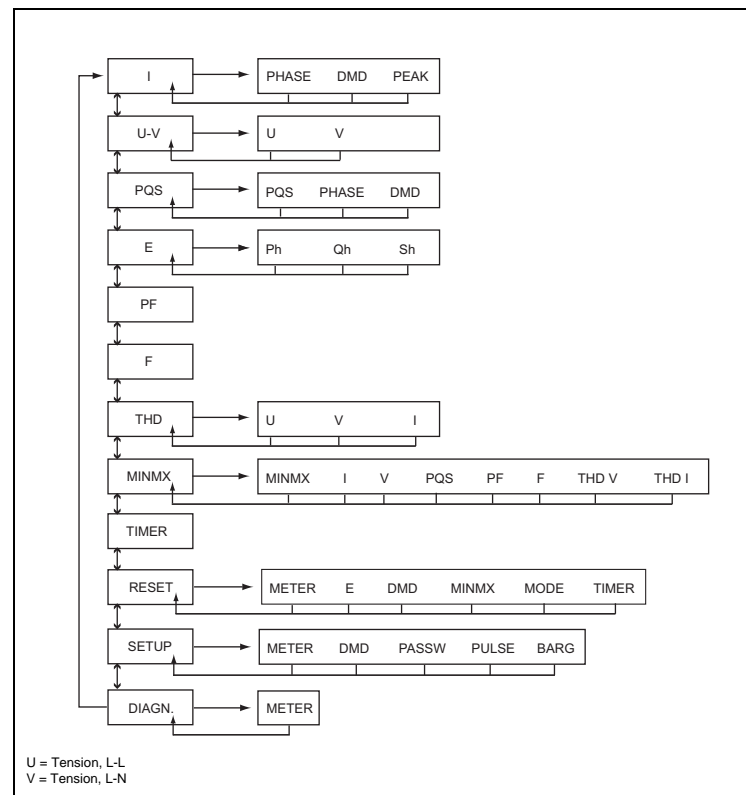 I PHASE DMD PEAK
U-V U V
PQS PQS PHASE DMD
E Ph Qh Sh
PF
F
THD U V I
MINMX MINMX I V PQS PF F THD V THD I
TIMER
RESET METER E DMD MINMX MODE TIMER
SETUP METER DMD PASSW PULSE BARG
DIAGN. METER
U = Tension, L-L
V = Tension, L-N